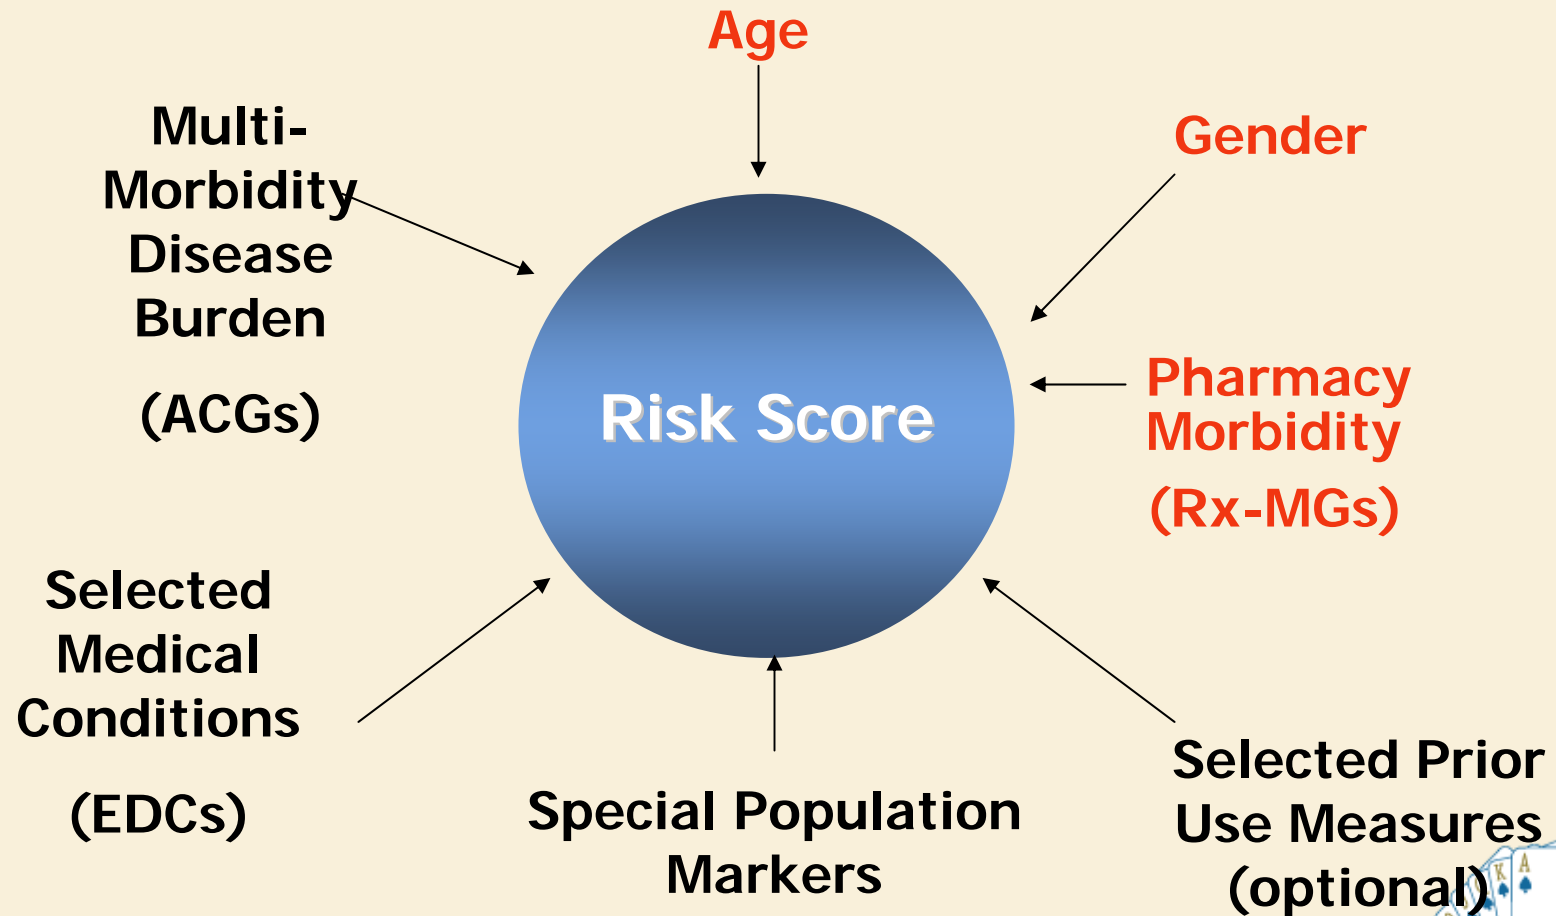 Age
Multi-
Morbidity
Disease
Burden
(ACGs)
Gender
Risk Score
Pharmacy
Morbidity
(Rx-MGs)
Selected
Medical
Conditions
(EDCs)
Special Population
Markers
Selected Prior
Use Measures
(optional)
K A